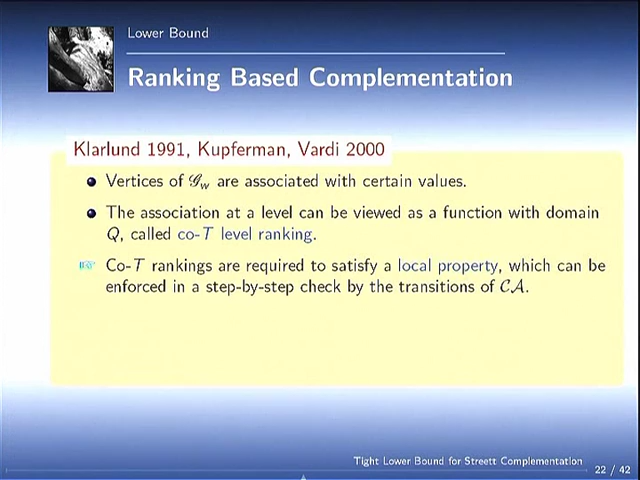 Lower Bound
Ranking Based Complementation
Klarlund 1991, Kupferman, Vardi 2000
Vertices of 𝒢w are associated with certain values.
The association at a level can be viewed as a function with domain
Q, called co-T level ranking.
Co-T rankings are required to satisfy a local property, which can be
enforced in a step-by-step check by the transitions of 𝒞𝒜.
Tight Lower Bound for Streett Complementation
22 / 42